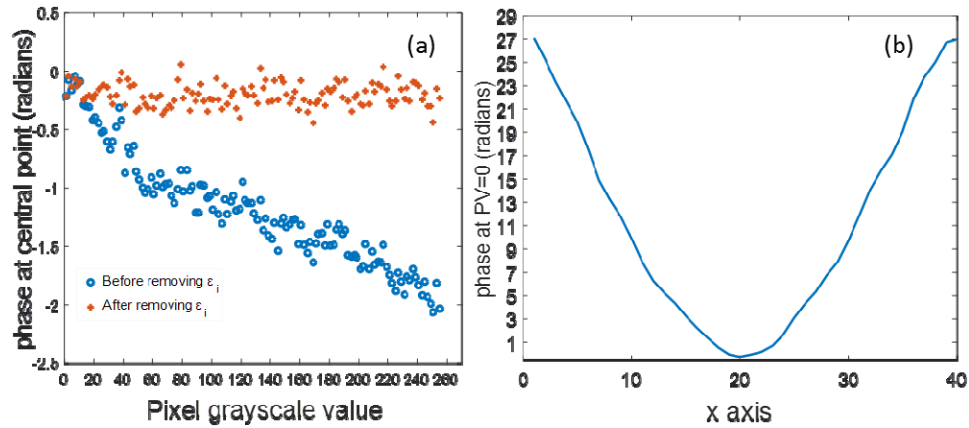 (a)
phase at central point (radians)
0.5
0
-0.5
-1
-1.5
-2
-2.5
Before removing ε i
After removing ε i
0 20 40 60 80 100 120 140 160 180 200 220 240 260
Pixel grayscale value
(b)
phase at PV=0 (radians)
29
27
25
23
21
19
17
15
13
11
9
7
5
3
1
0 10 20 30 40
x axis